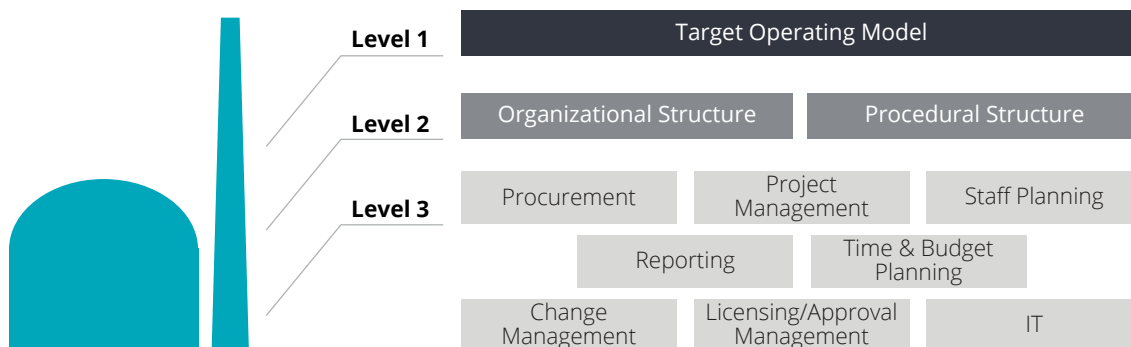 Level 1
Target Operating Model
Level 2
Organizational Structure
Procedural Structure
Level 3
Procurement
Project
Management
Staff Planning
Reporting
Time & Budget
Planning
Change
Management
Licensing/Approval
Management
IT